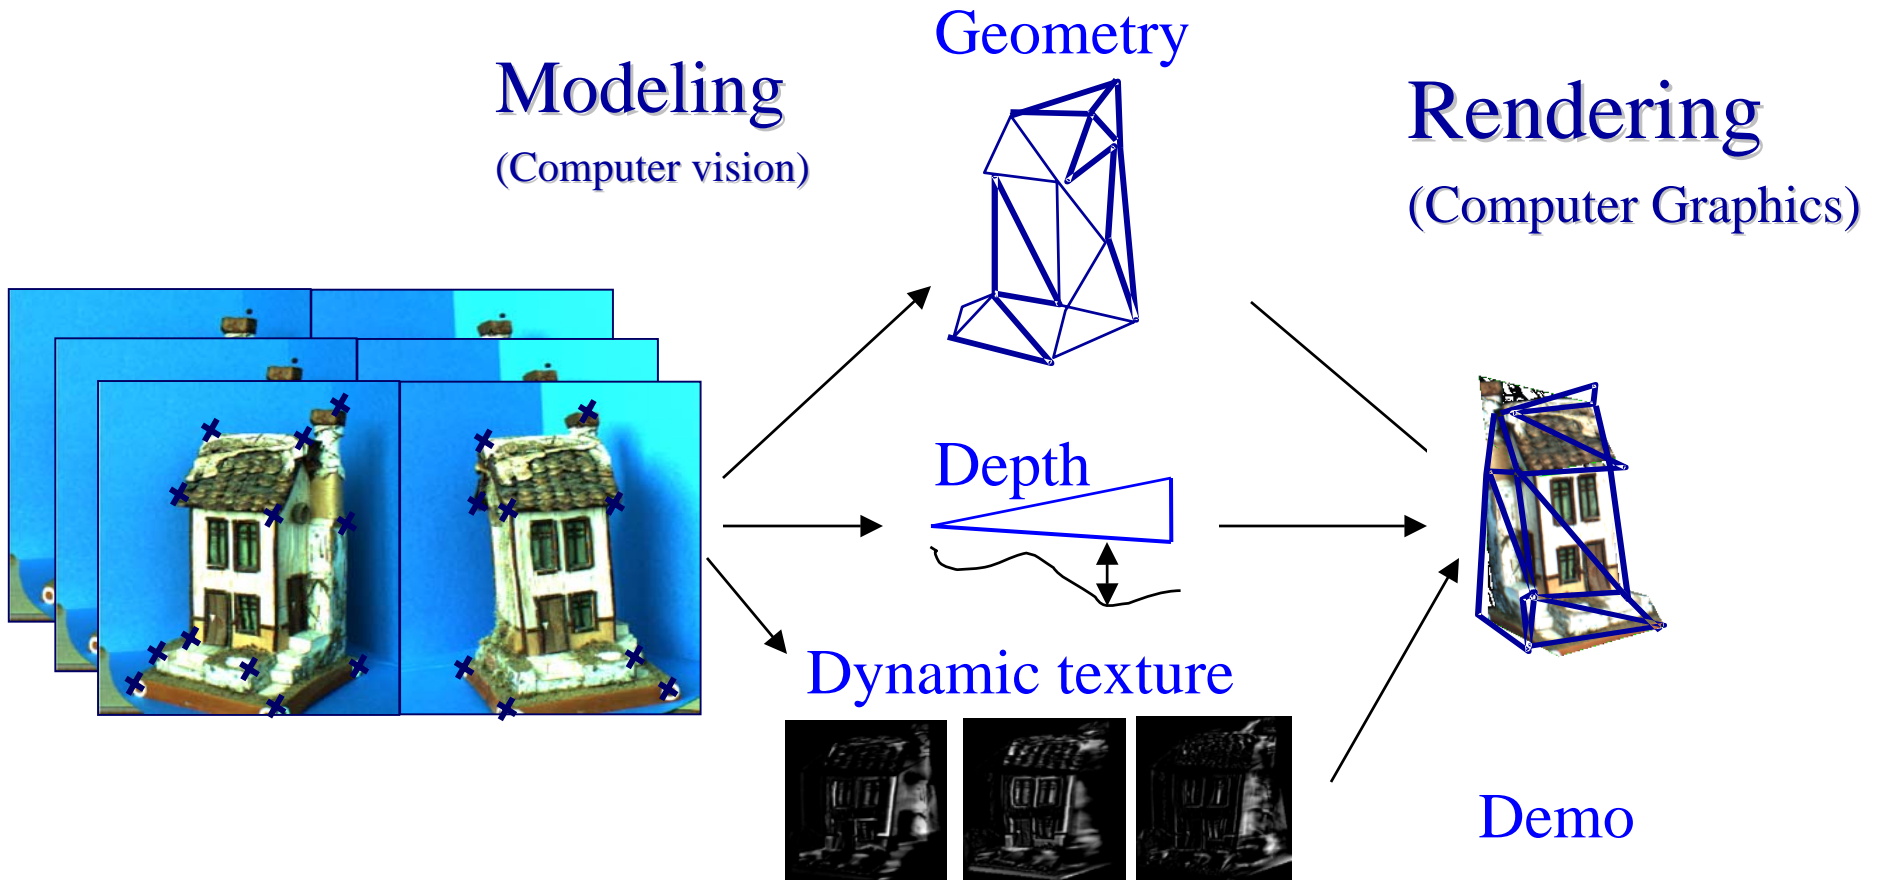 Geometry
Modeling
(Computer vision)
Rendering
(Computer Graphics)
Depth
Dynamic texture
Demo